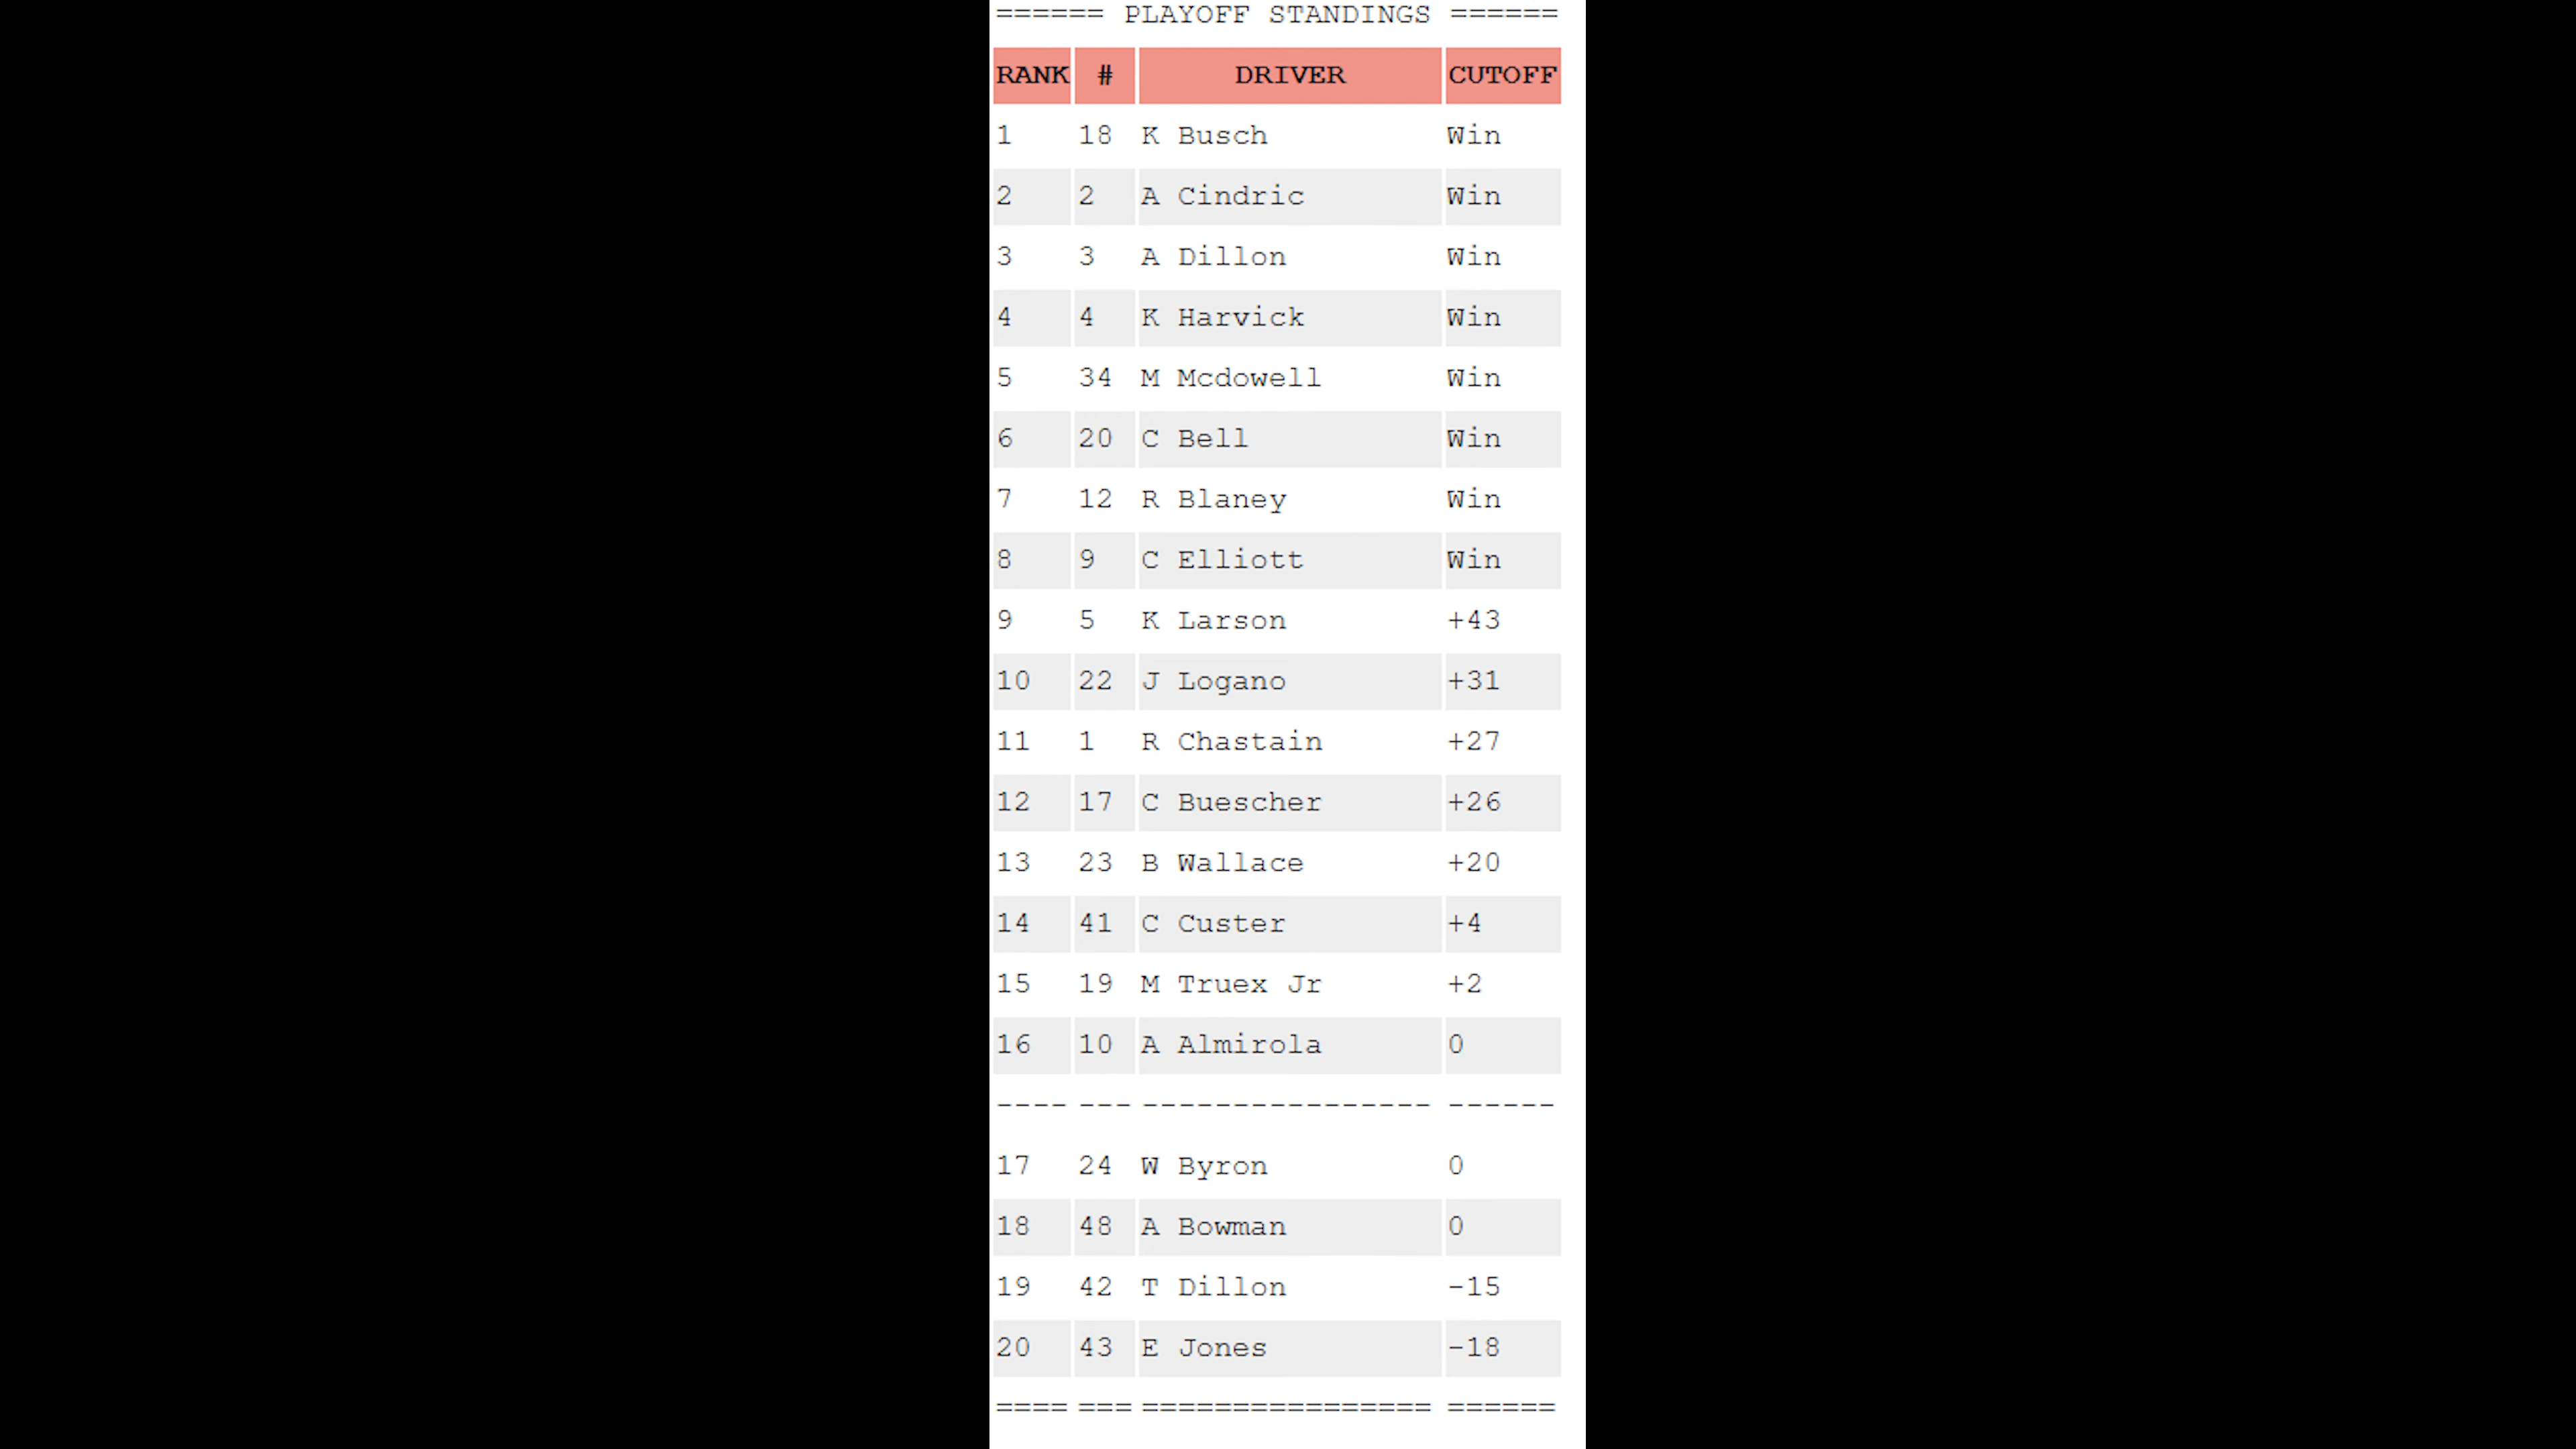 ====== PLAYOFF STANDINGS ======
RANK # DRIVER CUTOFF
1 18 K Busch Win
2 2 A Cindric Win
3 3 A Dillon Win
4 4 K Harvick Win
5 34 M Mcdowell Win
6 20 C Bell Win
7 12 R Blaney Win
8 9 C Elliott Win
9 5 K Larson +43
10 22 J Logano +31
11 1 R Chastain +27
12 17 C Buescher +26
13 23 B Wallace +20
14 41 C Custer +4
15 19 M Truex Jr +2
16 10 A Almirola 0
---- --- ---------------- ------
17 24 W Byron 0
18 48 A Bowman 0
19 42 T Dillon -15
20 43 E Jones -18
==== === ================ ======